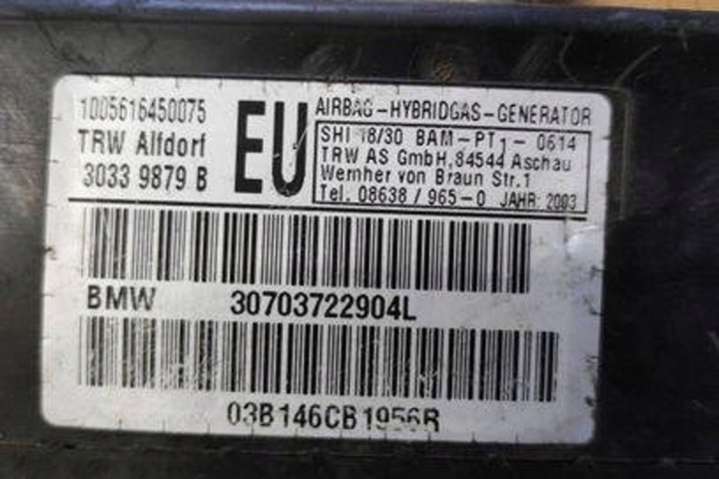 1005616450075
TRW Alfdorf
3033 9879 B
EU
AIRBAG-HYBRIDGAS-GENERATOR
SHI 18/30 BAM-PT1-0614
TRW AS GmbH,84544 Aschau
Wernher von Braun Str.1
Tel. 08638 / 965-0 JAHR: 2003
BMW 30703722904L
03B146CB1956R